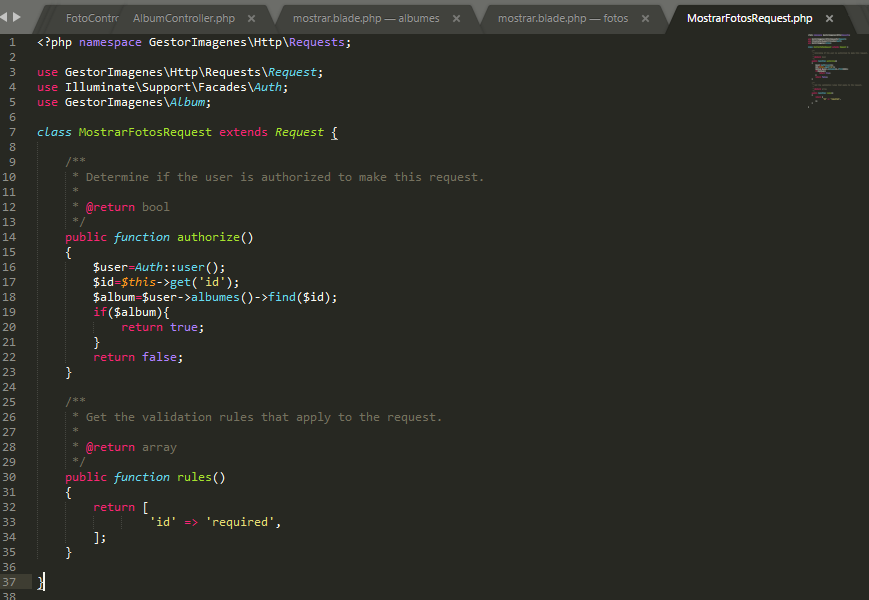 FotoContr AlbumController.php × mostrar.blade.php — albumes × mostrar.blade.php — fotos × MostrarFotosRequest.php ×
1 <?php namespace GestorImagenes\Http\Requests;
2
3 use GestorImagenes\Http\Requests\Request;
4 use Illuminate\Support\Facades\Auth;
5 use GestorImagenes\Album;
6
7 class MostrarFotosRequest extends Request {
8
9 /**
10 * Determine if the user is authorized to make this request.
11 *
12 * @return bool
13 */
14 public function authorize()
15 {
16 $user=Auth::user();
17 $id=$this->get('id');
18 $album=$user->albumes()->find($id);
19 if($album){
20 return true;
21 }
22 return false;
23 }
24
25 /**
26 * Get the validation rules that apply to the request.
27 *
28 * @return array
29 */
30 public function rules()
31 {
32 return [
33 'id' => 'required',
34 ];
35 }
36
37 }
38